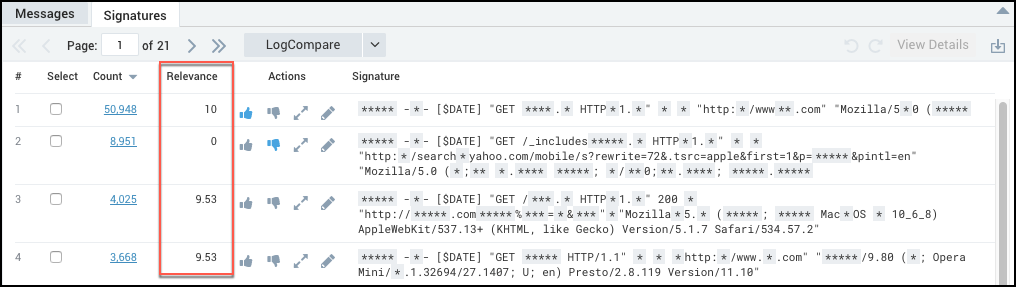 Messages Signatures
Page: 1 of 21 LogCompare View Details
# Select Count Relevance Actions Signature
1 50,948 10 ***** -*- [$DATE] "GET ****.* HTTP*1.*" * * "http:*/www**.com" "Mozilla/5*0 (*****
2 8,951 0 ***** -*- [$DATE] "GET /_includes*****.* HTTP*1.*" * *
"http:*/search*yahoo.com/mobile/s?rewrite=72&.tsrc=apple&first=1&p=*****&pintl=en"
"Mozilla/5.0 (*;** *.**** *****; */**0;**.****; *****.*****
3 4,025 9.53 ***** -*- [$DATE] "GET /***.* HTTP*1.*" 200 *
"http://*****.com*****%***=*&***"*"Mozilla*5.* (*****; ***** Mac*OS * 10_6_8)
AppleWebKit/537.13+ (KHTML, like Gecko) Version/5.1.7 Safari/534.57.2"
4 3,668 9.53 ***** -*- [$DATE] "GET ***** HTTP/1.1" * * *http:*/www.*.com" "*****/9.80 (*; Opera
Mini/*.1.32694/27.1407; U; en) Presto/2.8.119 Version/11.10"